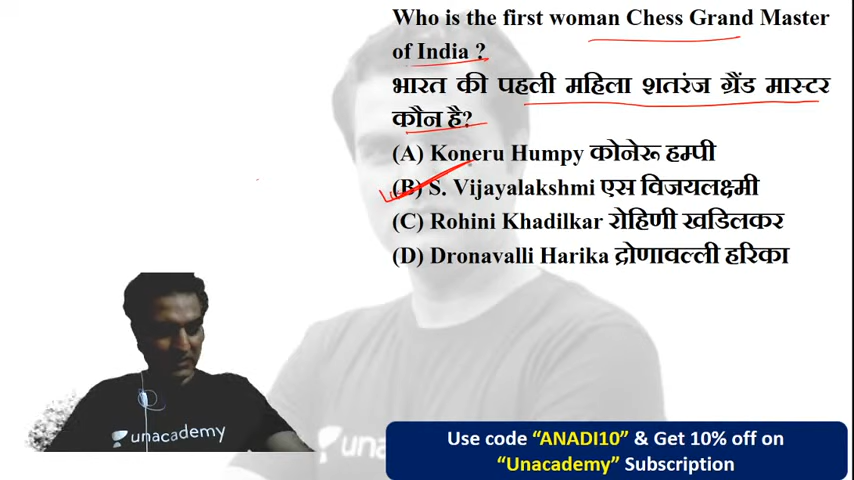 Who is the first woman Chess Grand Master
of India ?
भारत की पहली महिला शतरंज ग्रैंड मास्टर
कौन है?
(A) Koneru Humpy कोनेरू हम्पी
(B) S. Vijayalakshmi एस विजयलक्ष्मी
(C) Rohini Khadilkar रोहिणी खडिलकर
(D) Dronavalli Harika द्रोणावल्ली हरिका
unacademy
una
Use code “ANADI10” & Get 10% off on
“Unacademy” Subscription